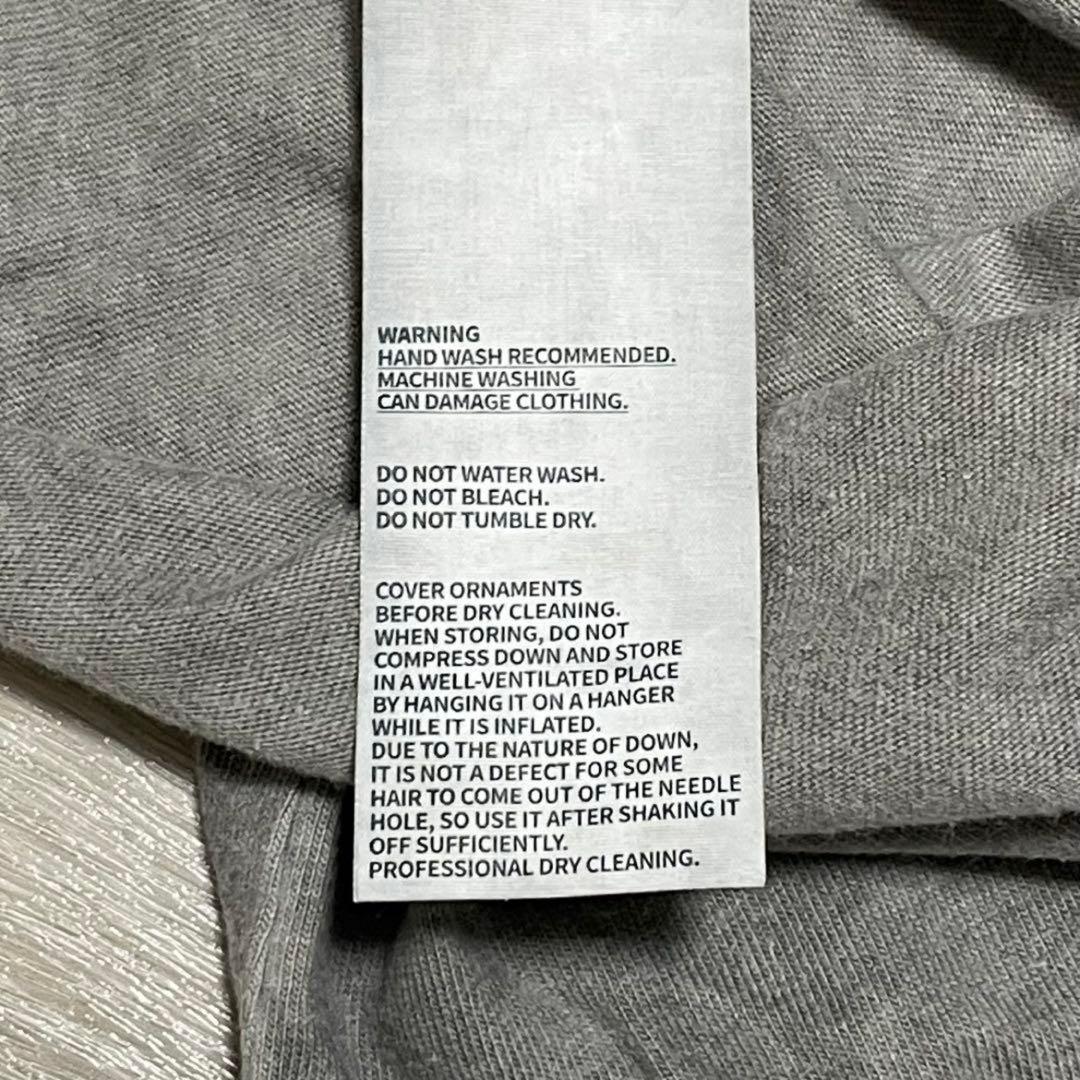 WARNING
HAND WASH RECOMMENDED.
MACHINE WASHING
CAN DAMAGE CLOTHING.
DO NOT WATER WASH.
DO NOT BLEACH.
DO NOT TUMBLE DRY.
COVER ORNAMENTS
BEFORE DRY CLEANING.
WHEN STORING, DO NOT
COMPRESS DOWN AND STORE
IN A WELL-VENTILATED PLACE
BY HANGING IT ON A HANGER
WHILE IT IS INFLATED.
DUE TO THE NATURE OF DOWN,
IT IS NOT A DEFECT FOR SOME
HAIR TO COME OUT OF THE NEEDLE
HOLE, SO USE IT AFTER SHAKING IT
OFF SUFFICIENTLY.
PROFESSIONAL DRY CLEANING.